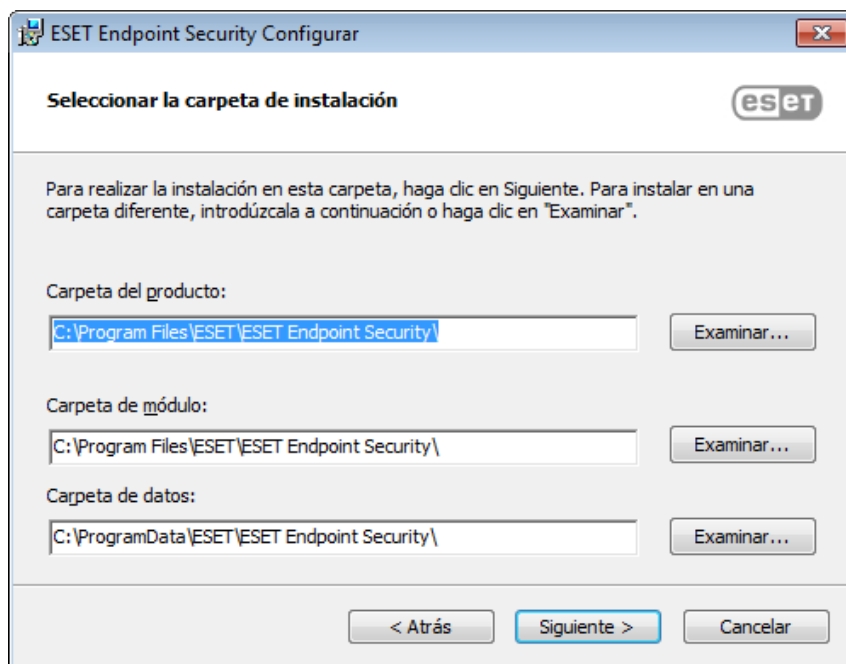 ESET Endpoint Security Configurar
Seleccionar la carpeta de instalación
eseT
Para realizar la instalación en esta carpeta, haga clic en Siguiente. Para instalar en una
carpeta diferente, introdúzcala a continuación o haga clic en "Examinar".
Carpeta del producto:
C:\Program Files\ESET\ESET Endpoint Security\
Examinar...
Carpeta de módulo:
C:\Program Files\ESET\ESET Endpoint Security\
Examinar...
Carpeta de datos:
C:\ProgramData\ESET\ESET Endpoint Security\
Examinar...
< Atrás
Siguiente >
Cancelar